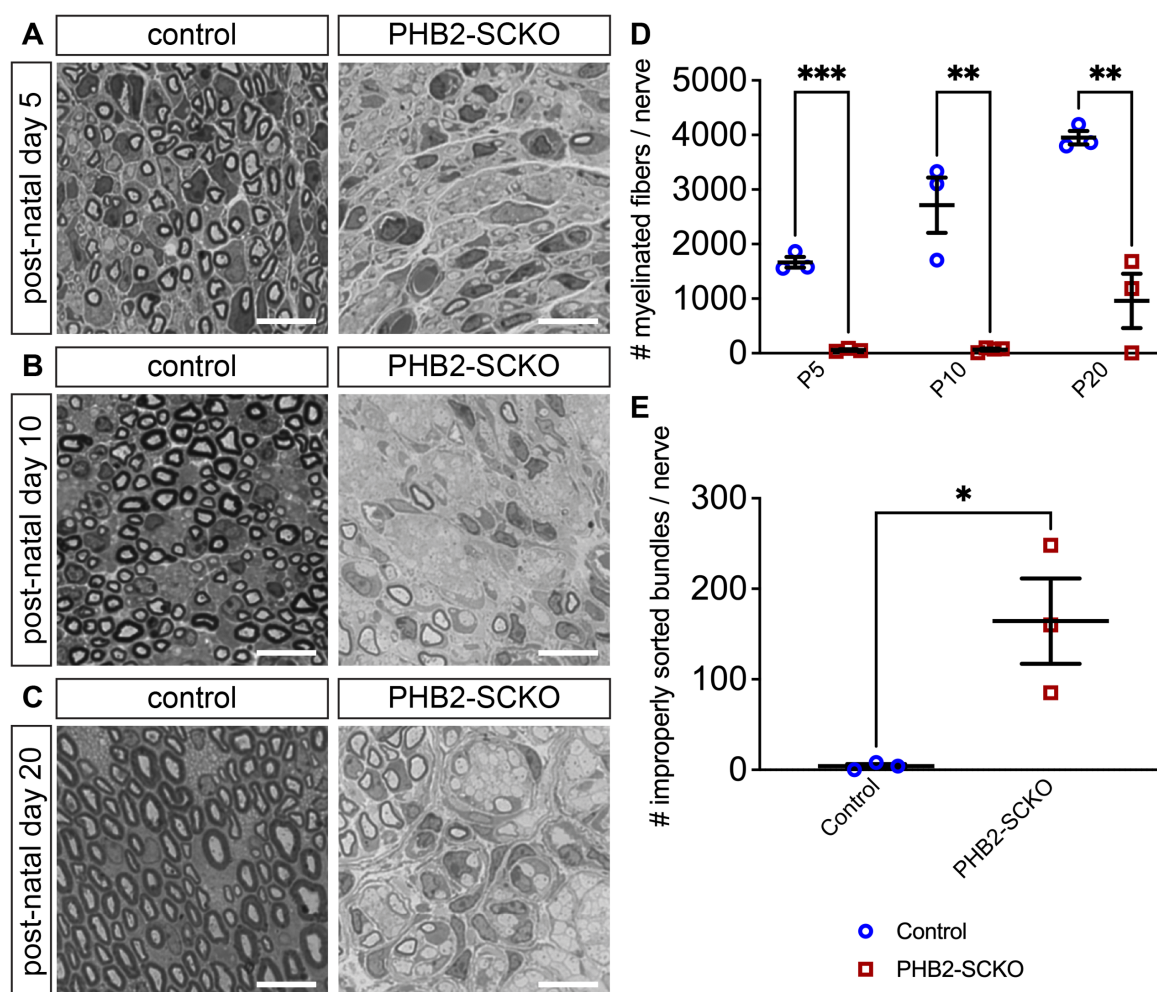 A
control
PHB2-SCKO
post-natal day 5
B
control
PHB2-SCKO
post-natal day 10
C
control
PHB2-SCKO
post-natal day 20
D
# myelinated fibers / nerve
5000
4000
3000
2000
1000
0
***
**
**
P5
P10
P20
E
# improperly sorted bundles / nerve
300
200
100
0
*
Control
PHB2-SCKO
Control
PHB2-SCKO